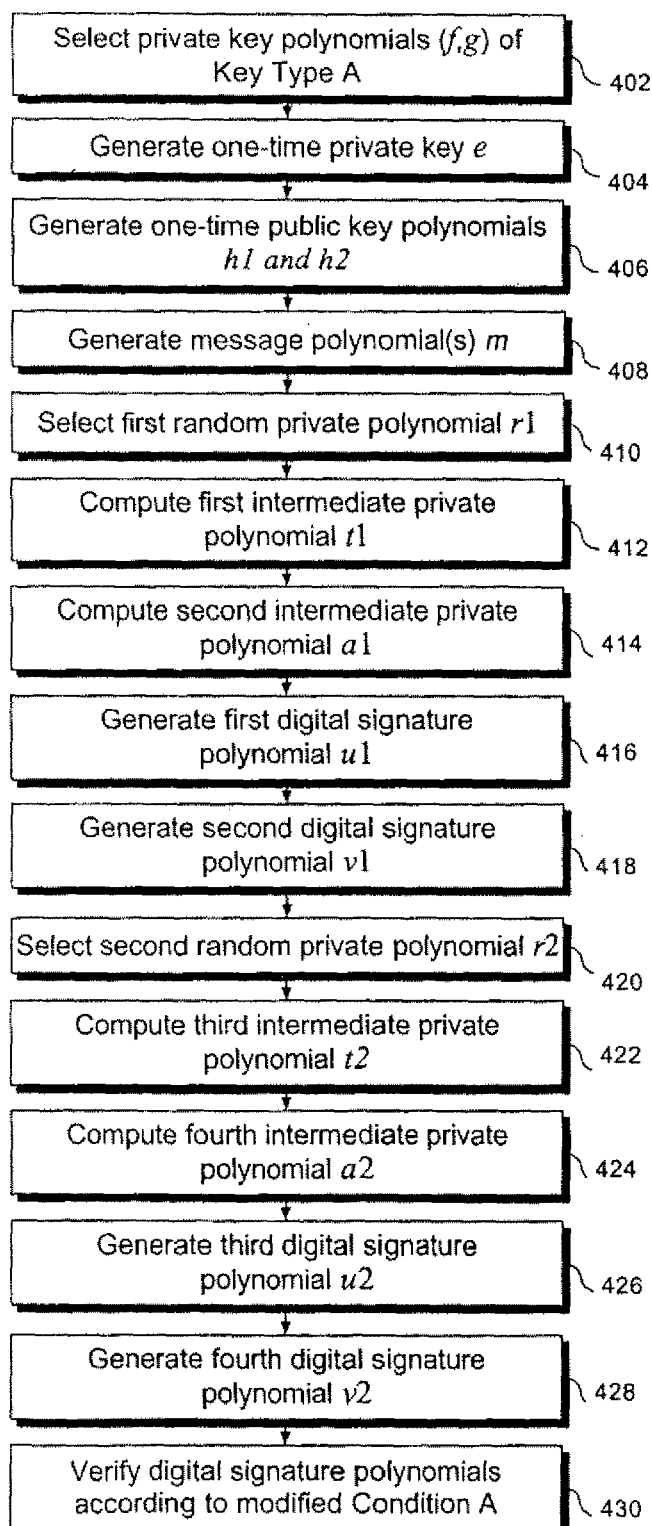 Select private key polynomials (f,g) of
Key Type A
402
Generate one-time private key e
404
Generate one-time public key polynomials
h1 and h2
406
Generate message polynomial(s) m
408
Select first random private polynomial r1
410
Compute first intermediate private
polynomial t1
412
Compute second intermediate private
polynomial a1
414
Generate first digital signature
polynomial u1
416
Generate second digital signature
polynomial v1
418
Select second random private polynomial r2
420
Compute third intermediate private
polynomial t2
422
Compute fourth intermediate private
polynomial a2
424
Generate third digital signature
polynomial u2
426
Generate fourth digital signature
polynomial v2
428
Verify digital signature polynomials
according to modified Condition A
430